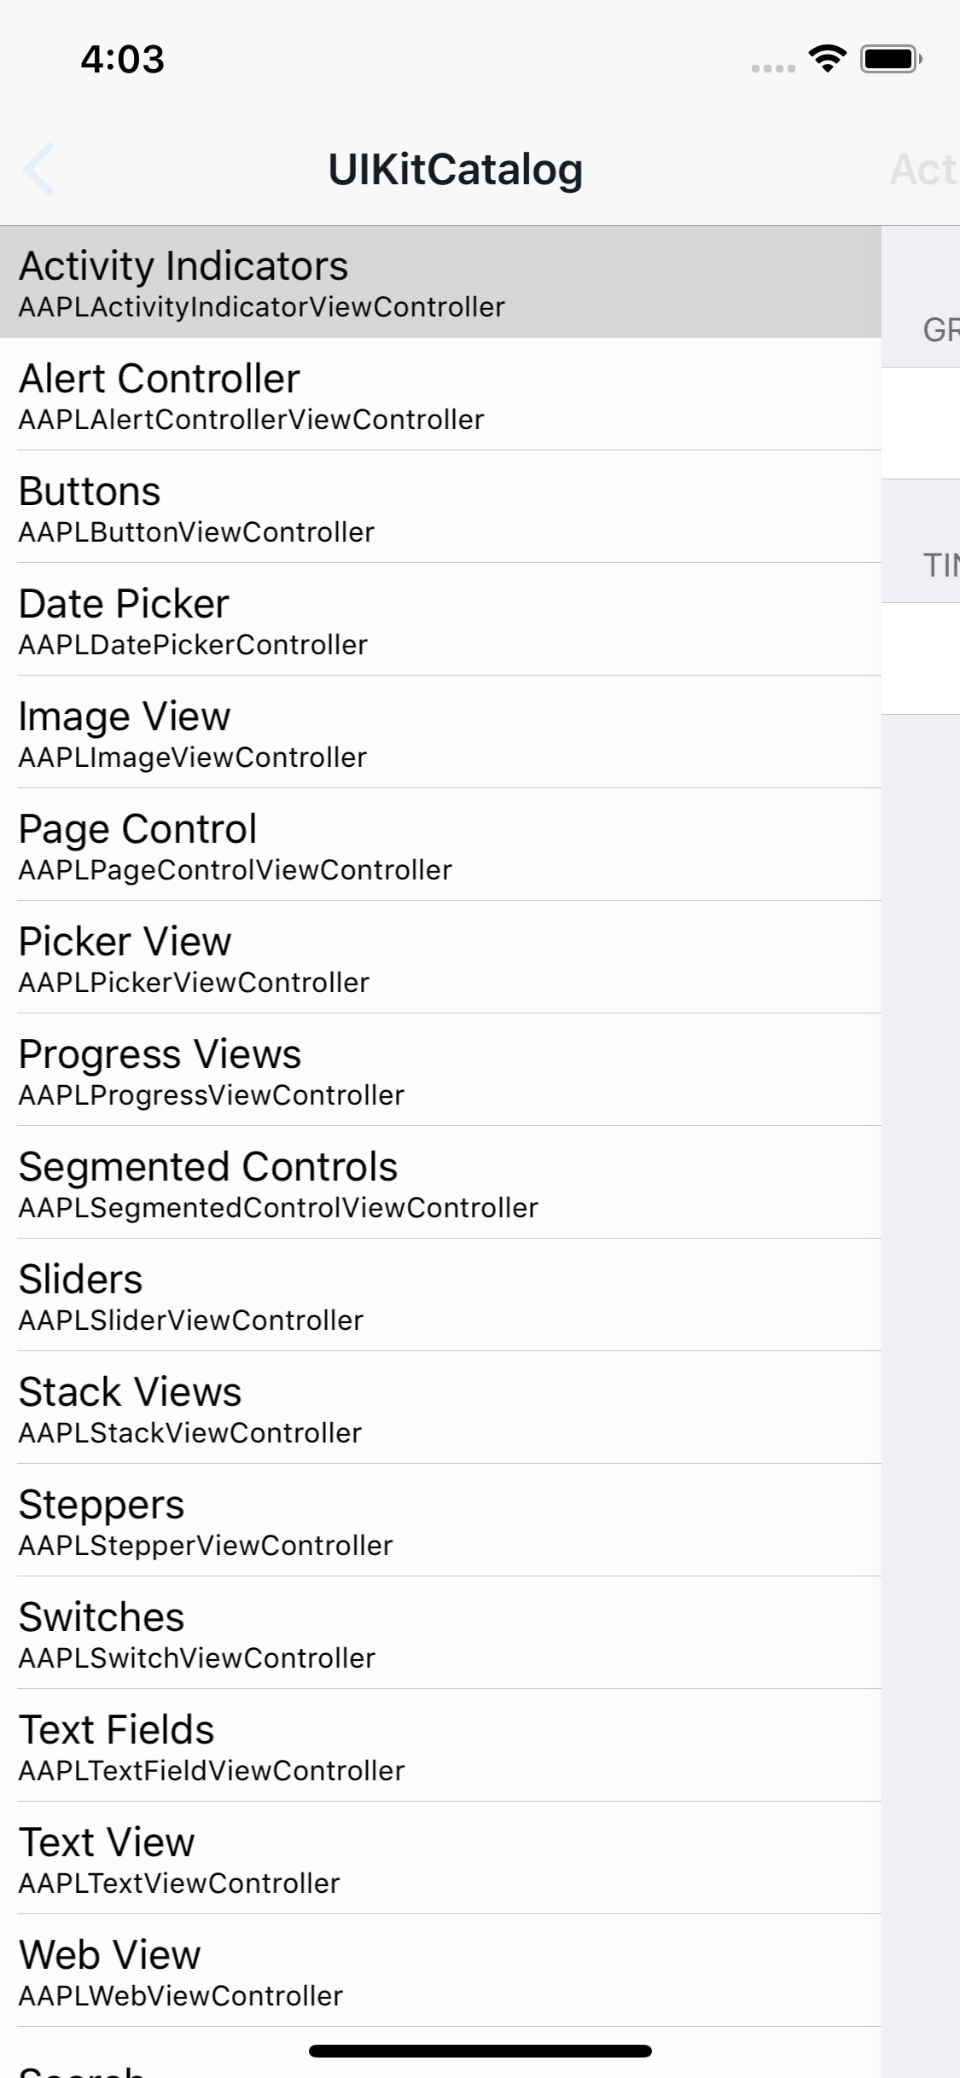 4:03
UIKitCatalog
Act
Activity Indicators
AAPLActivityIndicatorViewController
GR
Alert Controller
AAPLAlertControllerViewController
Buttons
AAPLButtonViewController
TIN
Date Picker
AAPLDatePickerController
Image View
AAPLImageViewController
Page Control
AAPLPageControlViewController
Picker View
AAPLPickerViewController
Progress Views
AAPLProgressViewController
Segmented Controls
AAPLSegmentedControlViewController
Sliders
AAPLSliderViewController
Stack Views
AAPLStackViewController
Steppers
AAPLStepperViewController
Switches
AAPLSwitchViewController
Text Fields
AAPLTextFieldViewController
Text View
AAPLTextViewController
Web View
AAPLWebViewController
Search